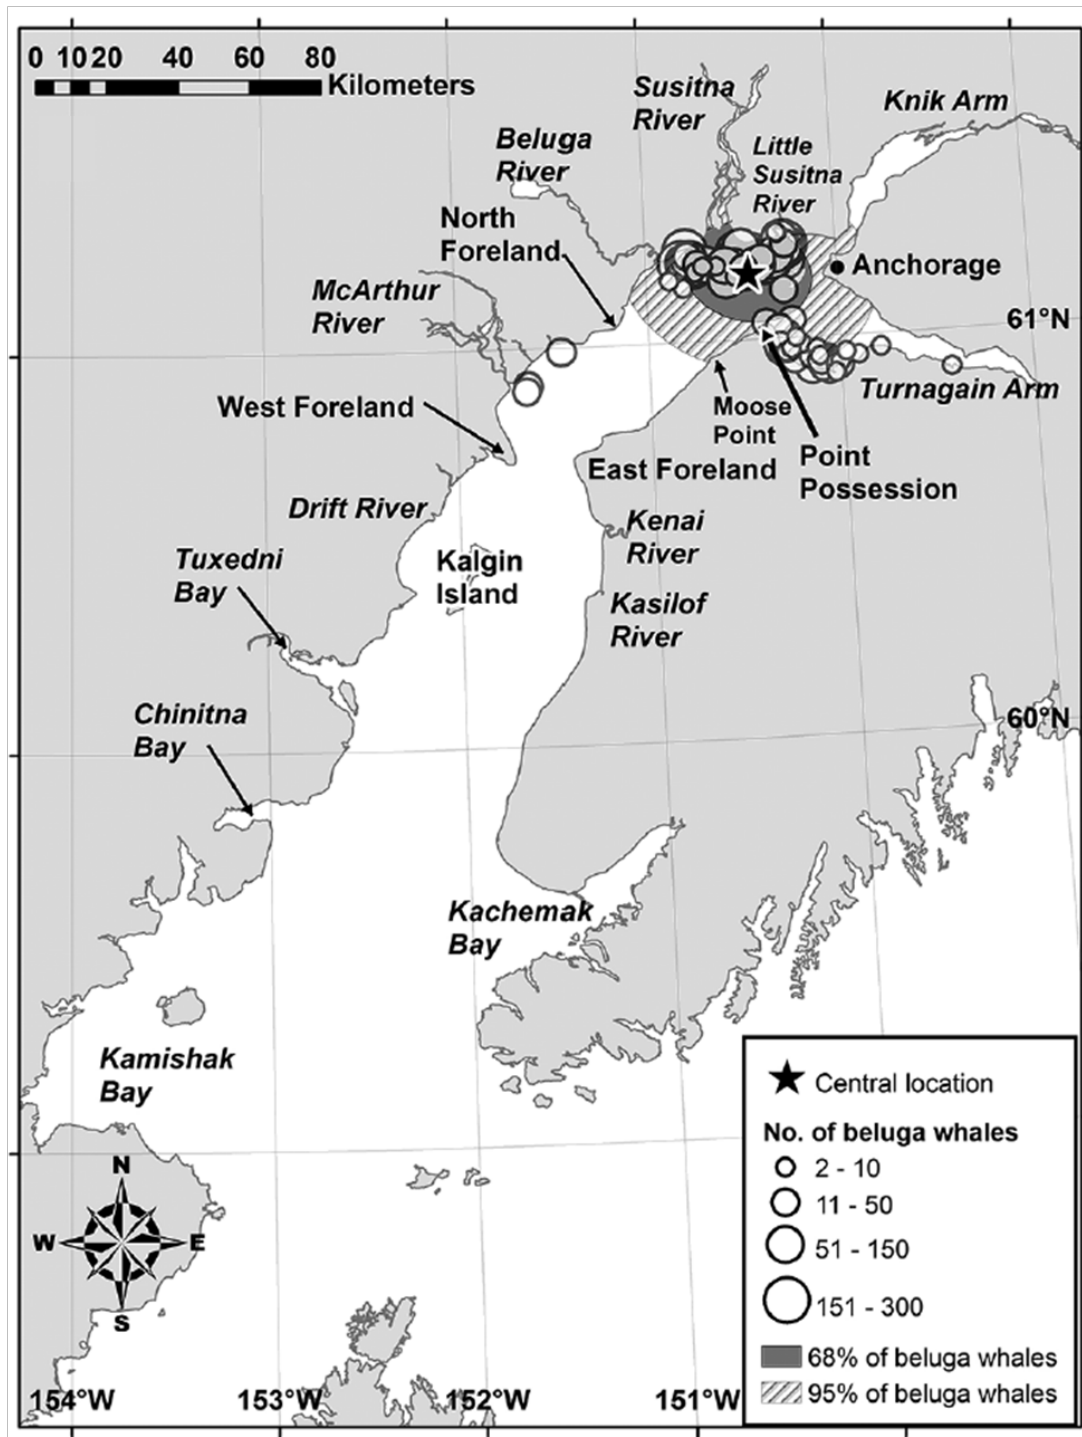 0 10 20 40 60 80
Kilometers
Susitna
River
Knik Arm
Beluga
River
Little
Susitna
River
North
Foreland
Anchorage
McArthur
River
61°N
Turnagain Arm
West Foreland
Moose
Point
Point
Possession
East Foreland
Drift River
Kenai
River
Tuxedni
Bay
Kalgin
Island
Kasilof
River
Chinitna
Bay
60°N
Kachemak
Bay
Kamishak
Bay
N
W E
S
Central location
No. of beluga whales
2 - 10
11 - 50
51 - 150
151 - 300
68% of beluga whales
95% of beluga whales
154°W 153°W 152°W 151°W